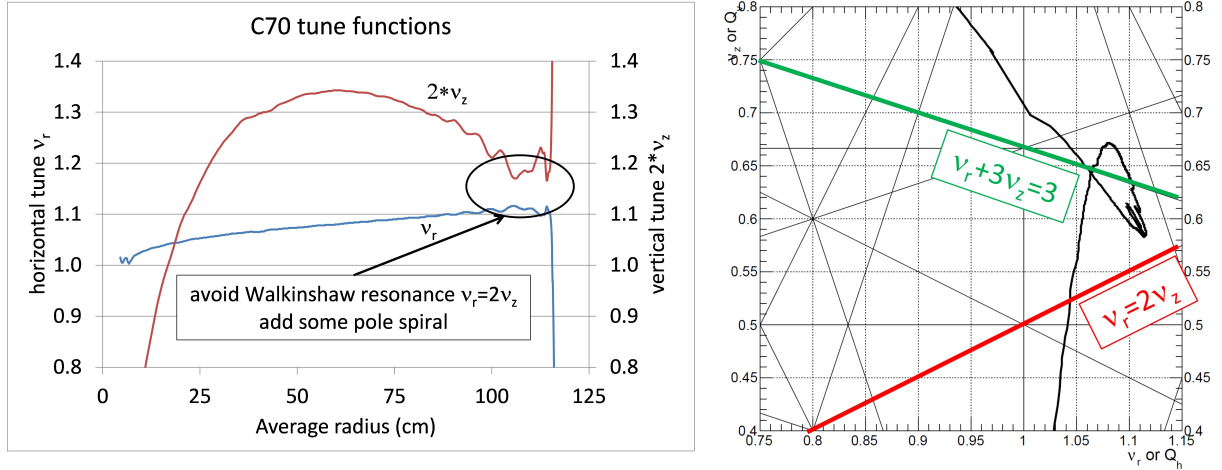 C70 tune functions
1.4
1.3
1.2
1.1
1.0
0.9
0.8
horizontal tune νr
2*νz
νr
avoid Walkinshaw resonance νr=2νz
add some pole spiral
1.4
1.3
1.2
1.1
1.0
0.9
0.8
vertical tune 2*νz
0 25 50 75 100 125
Average radius (cm)
0.8
0.75
0.7
0.65
0.6
0.55
0.5
0.45
0.4
νr+3νz=3
νr=2νz
0.8
0.75
0.7
0.65
0.6
0.55
0.5
0.45
0.4
0.75 0.8 0.85 0.9 0.95 1 1.05 1.1 1.15
νr or Qh